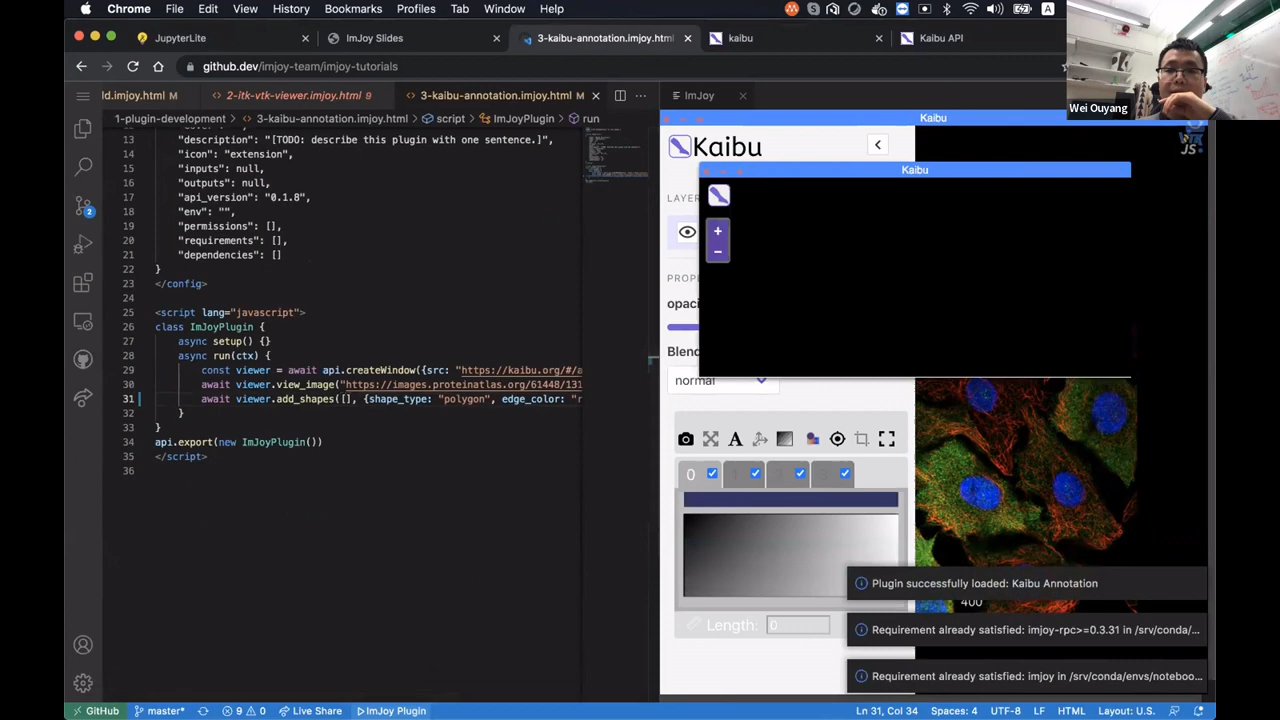 Chrome File Edit View History Bookmarks Profiles Tab Window Help A
JupyterLite × ImJoy Slides × 3-kaibu-annotation.imjoy.html × kaibu × Kaibu API
github.dev/imjoy-team/imjoy-tutorials
Wei Ouyang
ld.imjoy.html M 2-itk-vtk-viewer.imjoy.html 9 3-kaibu-annotation.imjoy.html M × ImJoy ×
1-plugin-development > 3-kaibu-annotation.imjoy.html > script > ImJoyPlugin > run
Kaibu
Kaibu
Kaibu
JS
13 "description": "[TODO: describe this plugin with one sentence.]",
14 "icon": "extension",
15 "inputs": null,
16 "outputs": null,
17 "api_version": "0.1.8",
18 "env": "",
19 "permissions": [],
20 "requirements": [],
21 "dependencies": []
22 }
23 </config>
24
25 <script lang="javascript">
26 class ImJoyPlugin {
27 async setup() {}
28 async run(ctx) {
29 const viewer = await api.createWindow({src: "https://kaibu.org/#/a
30 await viewer.view_image("https://images.proteinatlas.org/61448/131
31 await viewer.add_shapes([], {shape_type: "polygon", edge_color: "r
32 }
33 }
34 api.export(new ImJoyPlugin())
35 </script>
36
LAYE
PROP
opaci
Blend
normal
+
−
A
0 1
Length: 0
400
Plugin successfully loaded: Kaibu Annotation
Requirement already satisfied: imjoy-rpc>=0.3.31 in /srv/conda/...
Requirement already satisfied: imjoy in /srv/conda/envs/noteboo...
2
GitHub master* 9 0 Live Share ImJoy Plugin Ln 31, Col 34 Spaces: 4 UTF-8 LF HTML Layout: U.S.